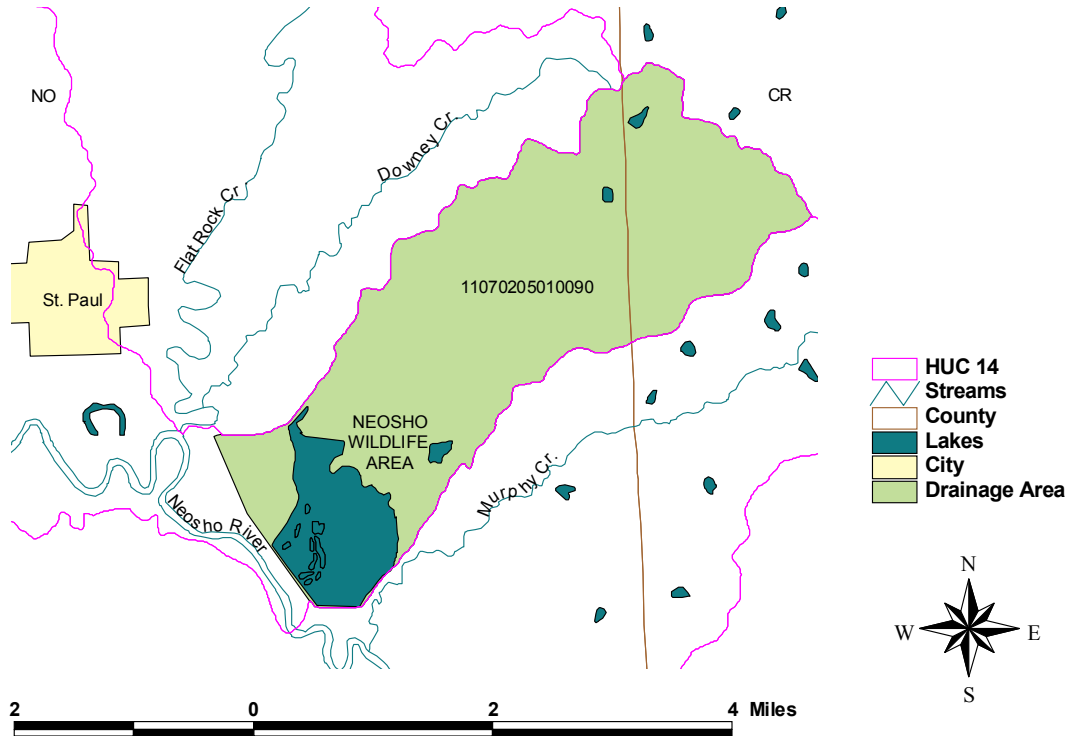 NO
CR
Downey Cr.
Flat Rock Cr
St. Paul
11070205010090
NEOSHO
WILDLIFE
AREA
Murphy Cr.
Neosho River
HUC 14
Streams
County
Lakes
City
Drainage Area
N
W
E
S
2 0 2 4 Miles